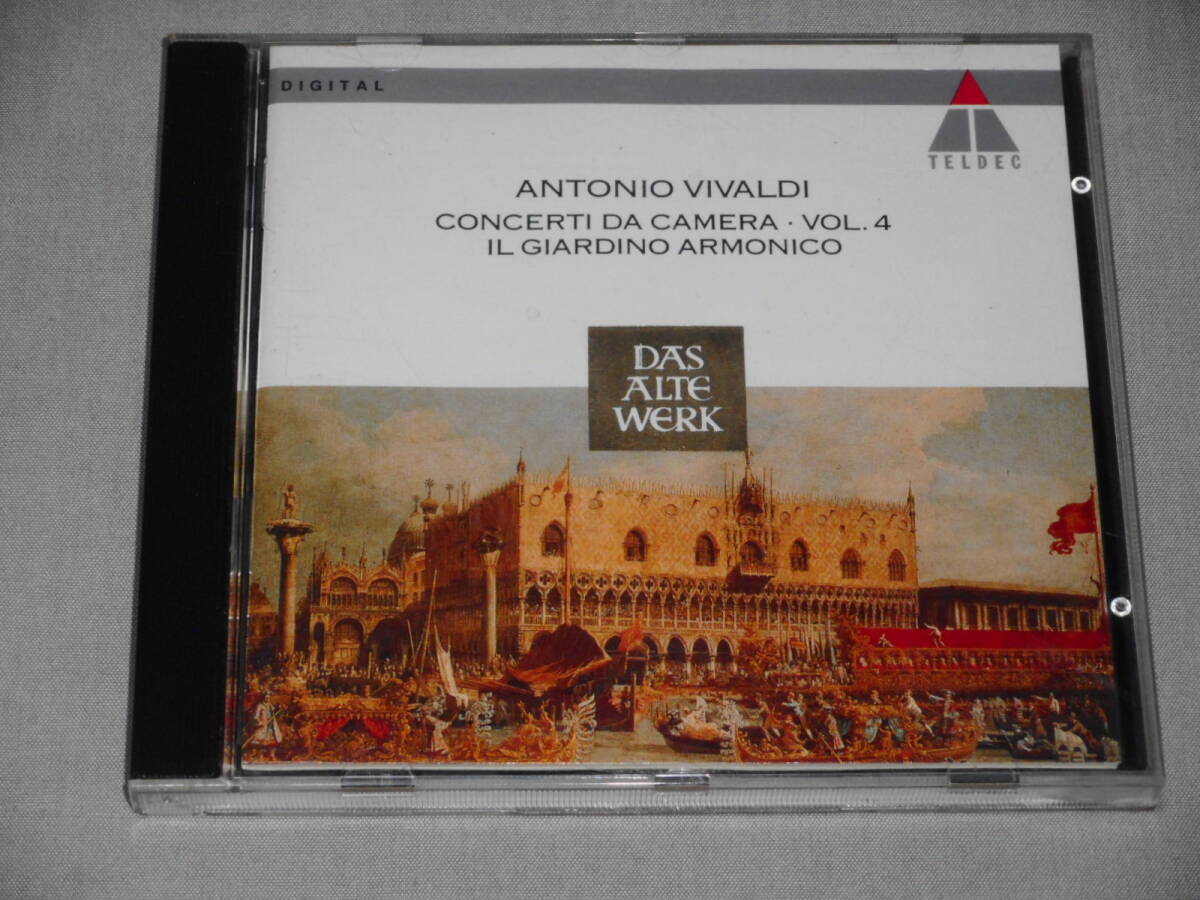 DIGITAL
TELDEC
ANTONIO VIVALDI
CONCERTI DA CAMERA · VOL. 4
IL GIARDINO ARMONICO
DAS
ALTE
WERK